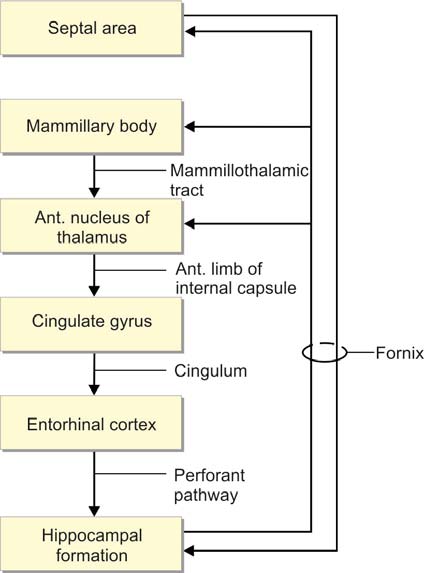 Septal area
Mammillary body
Mammillothalamic
tract
Ant. nucleus of
thalamus
Ant. limb of
internal capsule
Cingulate gyrus
Fornix
Cingulum
Entorhinal cortex
Perforant
pathway
Hippocampal
formation